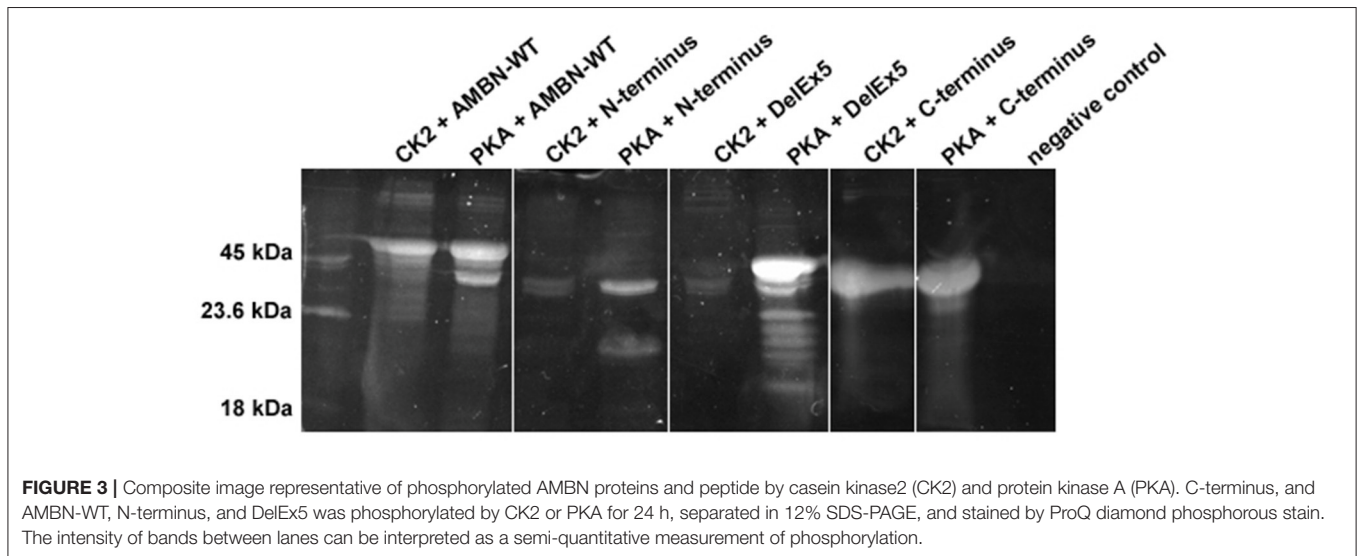 CK2 + AMBN-WT
PKA + AMBN-WT
CK2 + N-terminus
PKA + N-terminus
CK2 + DelEx5
PKA + DelEx5
CK2 + C-terminus
PKA + C-terminus
negative control
45 kDa
23.6 kDa
18 kDa
FIGURE 3 | Composite image representative of phosphorylated AMBN proteins and peptide by casein kinase2 (CK2) and protein kinase A (PKA). C-terminus, and
AMBN-WT, N-terminus, and DelEx5 was phosphorylated by CK2 or PKA for 24 h, separated in 12% SDS-PAGE, and stained by ProQ diamond phosphorous stain.
The intensity of bands between lanes can be interpreted as a semi-quantitative measurement of phosphorylation.